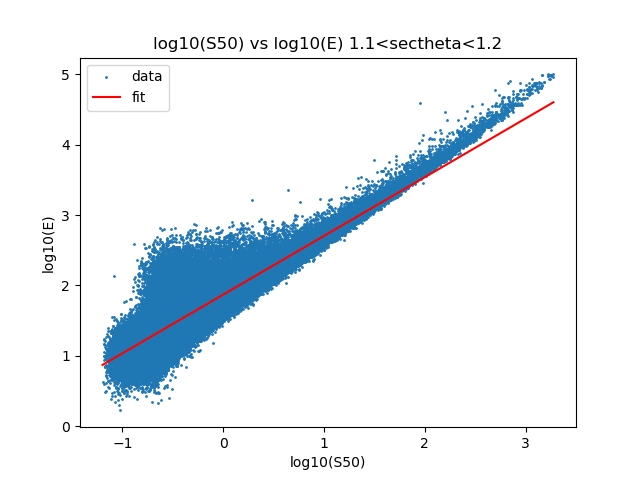 log10(S50) vs log10(E) 1.1<sectheta<1.2
data
fit
log10(E)
5
4
3
2
1
0
−1
0
1
2
3
log10(S50)